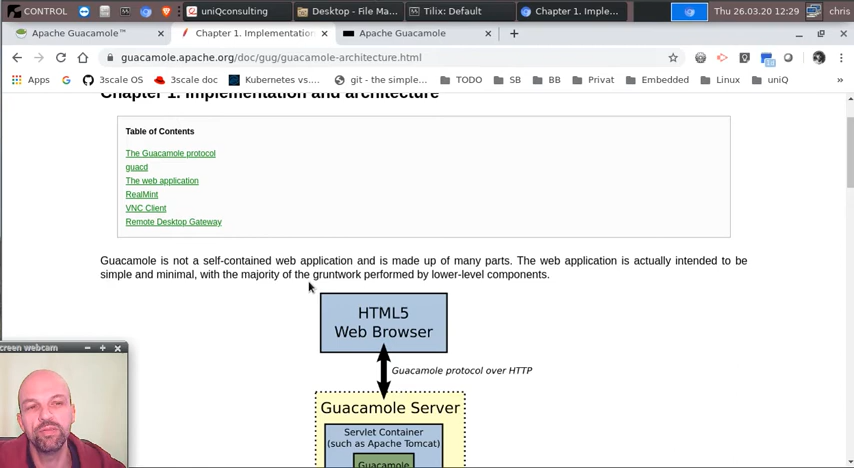 CONTROL
uniQconsulting
Desktop - File Ma...
Tilix: Default
Chapter 1. Imple...
Thu 26.03.20 12:29
chris
Apache Guacamole™
Chapter 1. Implementation
Apache Guacamole
guacamole.apache.org/doc/gug/guacamole-architecture.html
Apps
3scale OS
3scale doc
Kubernetes vs....
git - the simple...
TODO
SB
BB
Privat
Embedded
Linux
uniQ
»
Chapter 1. Implementation and architecture
Table of Contents
The Guacamole protocol
guacd
The web application
RealMint
VNC Client
Remote Desktop Gateway
Guacamole is not a self-contained web application and is made up of many parts. The web application is actually intended to be
simple and minimal, with the majority of the gruntwork performed by lower-level components.
HTML5
Web Browser
Guacamole protocol over HTTP
Guacamole Server
Servlet Container
(such as Apache Tomcat)
Guacamole
creen webcam